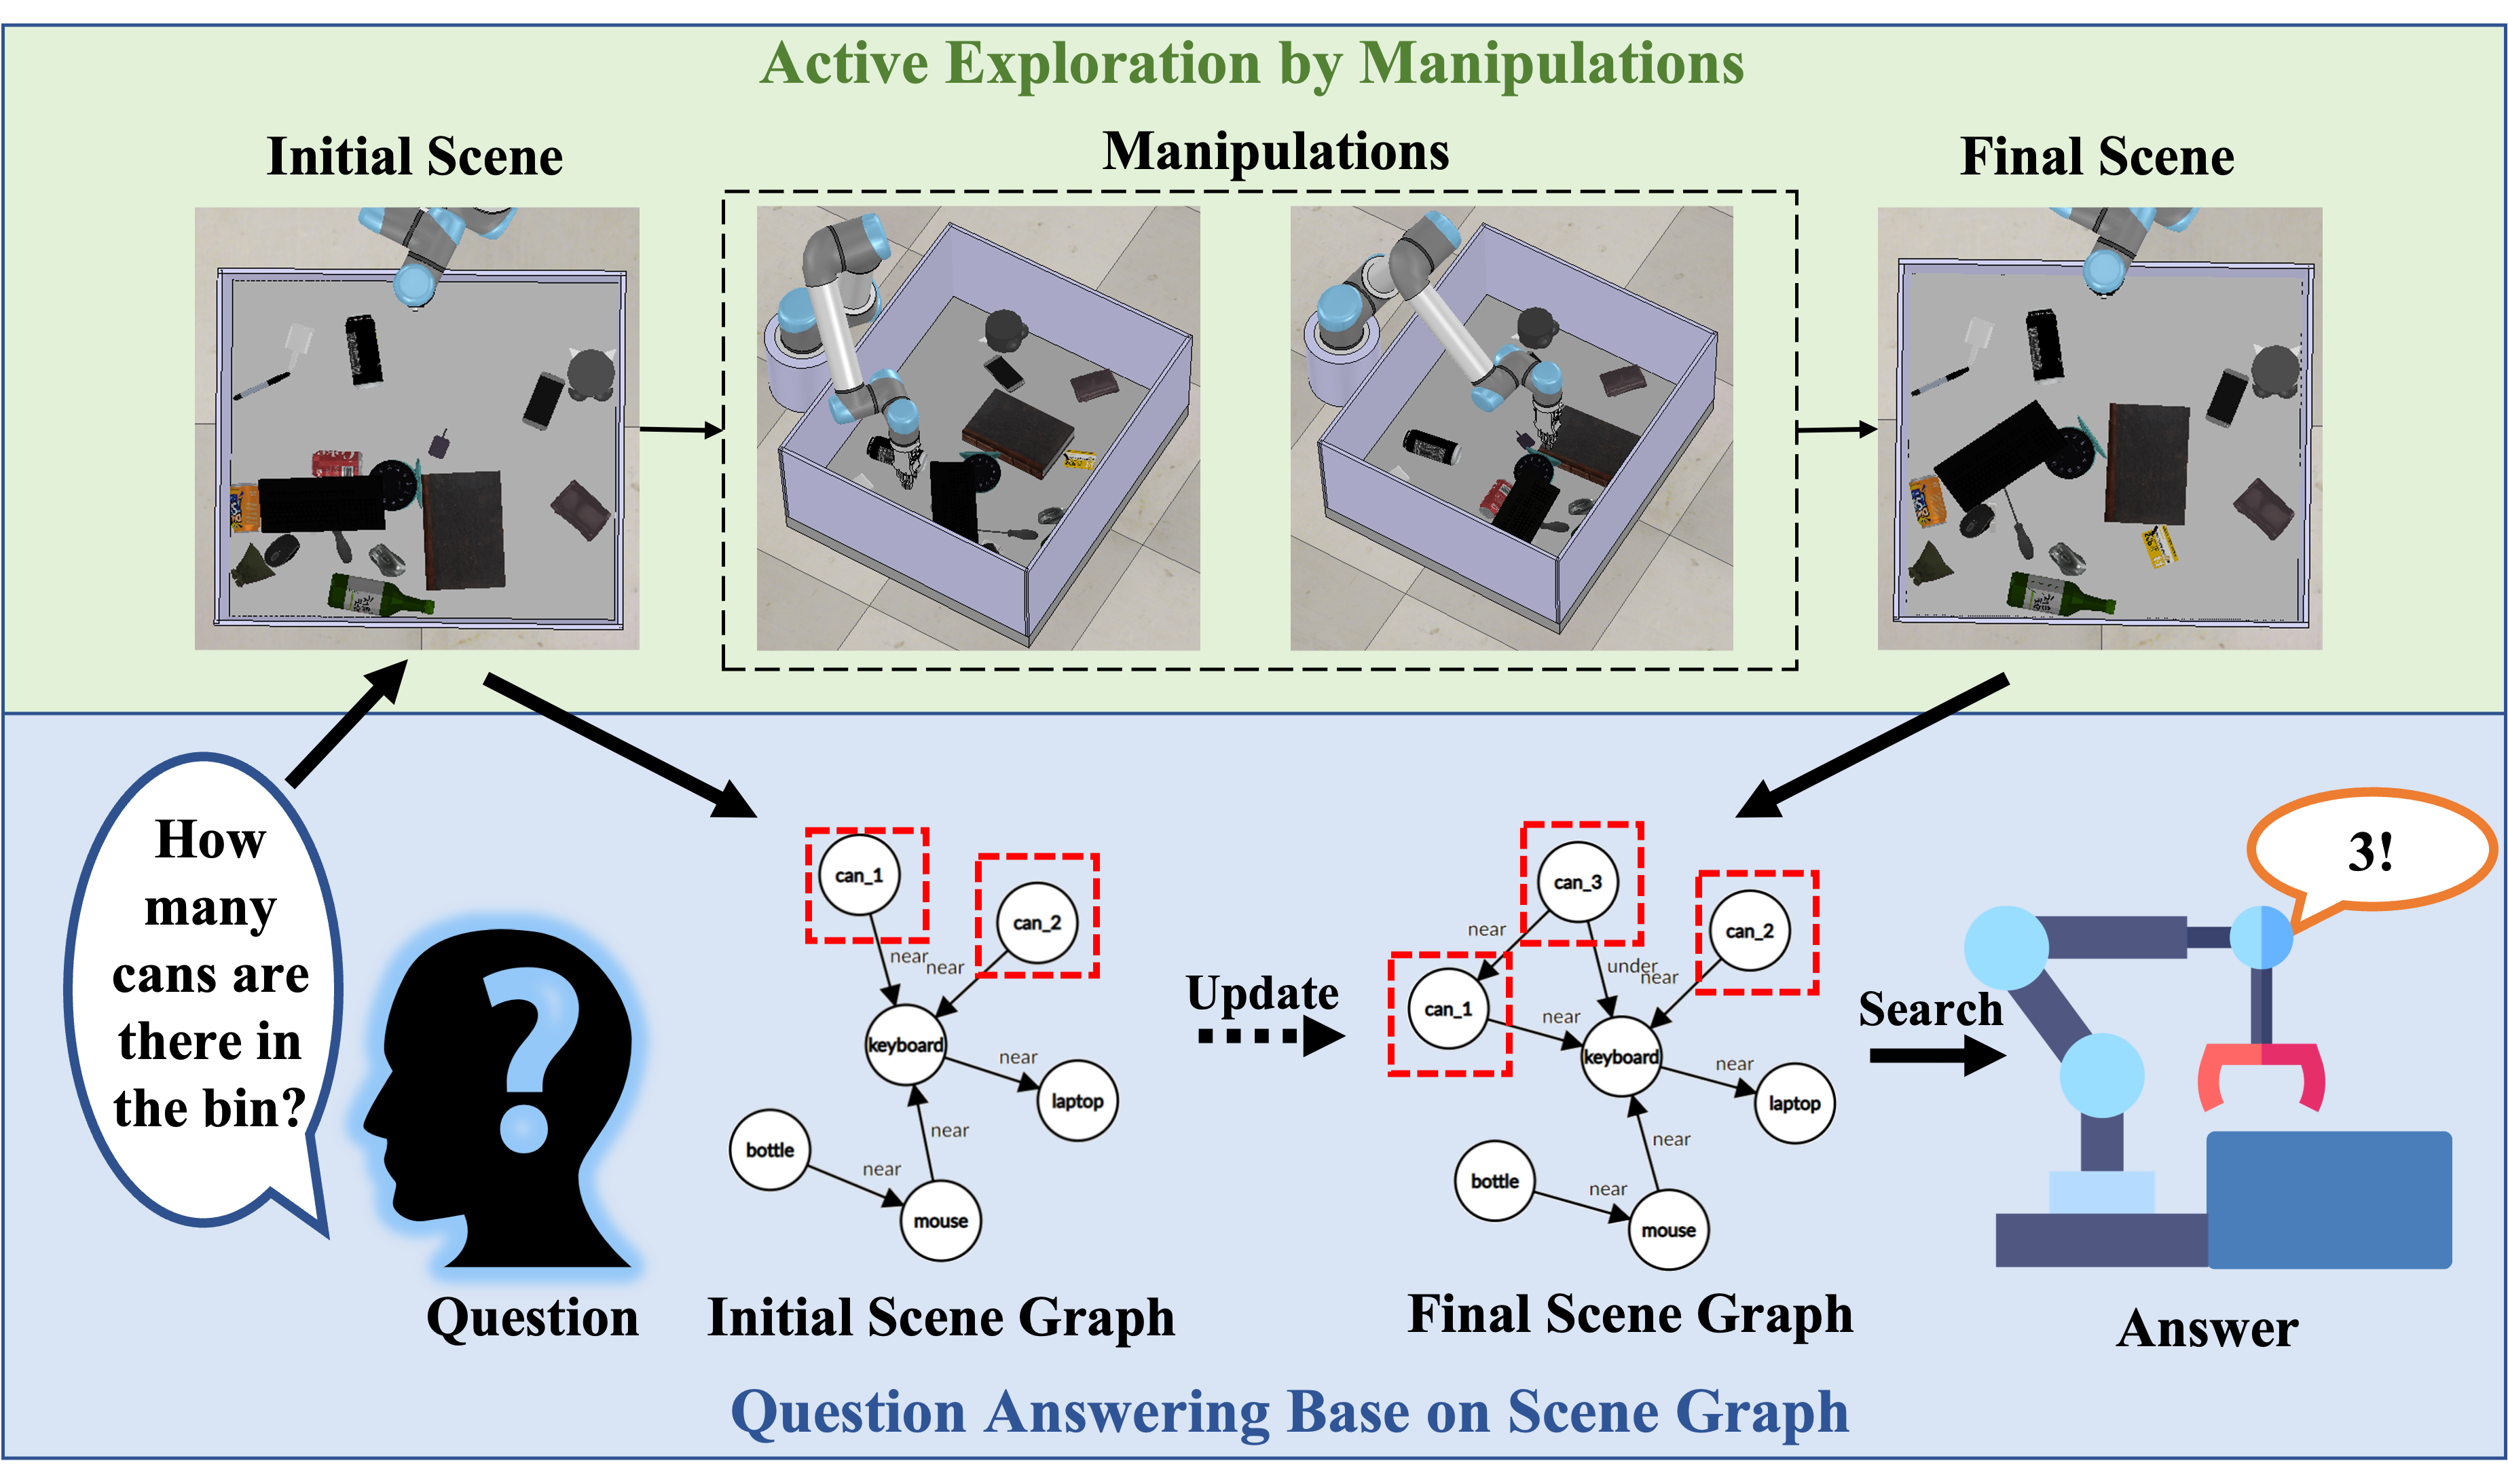 Active Exploration by Manipulations
Initial Scene
Manipulations
Final Scene
How
many
cans are
there in
the bin?
Question
can_1
can_2
near
near
keyboard
near
laptop
near
bottle
near
mouse
Initial Scene Graph
Update
can_3
can_2
near
under
near
can_1
near
keyboard
near
laptop
near
bottle
near
mouse
Final Scene Graph
Search
3!
Answer
Question Answering Base on Scene Graph